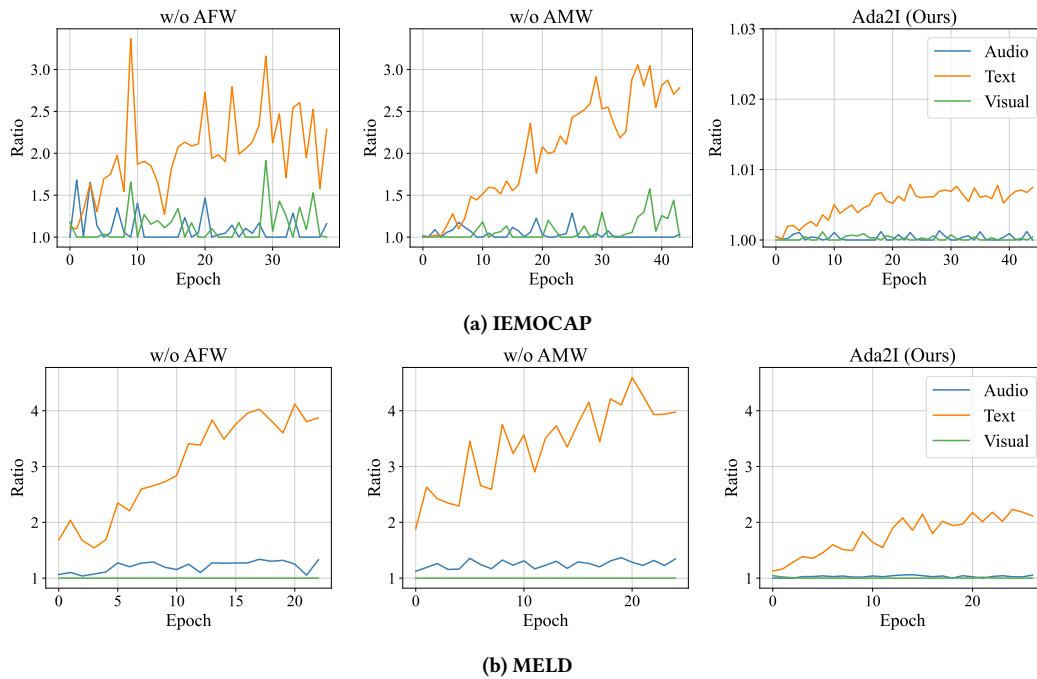 w/o AFW
w/o AMW
Ada2I (Ours)
Ratio
3.0
2.5
2.0
1.5
1.0
0
10
20
30
Epoch
Ratio
3.0
2.5
2.0
1.5
1.0
0
10
20
30
40
Epoch
Ratio
1.03
1.02
1.01
1.00
0
10
20
30
40
Epoch
Audio
Text
Visual
(a) IEMOCAP
w/o AFW
w/o AMW
Ada2I (Ours)
Ratio
4
3
2
1
0
5
10
15
20
Epoch
Ratio
4
3
2
1
0
10
20
Epoch
Ratio
4
3
2
1
0
10
20
Epoch
Audio
Text
Visual
(b) MELD